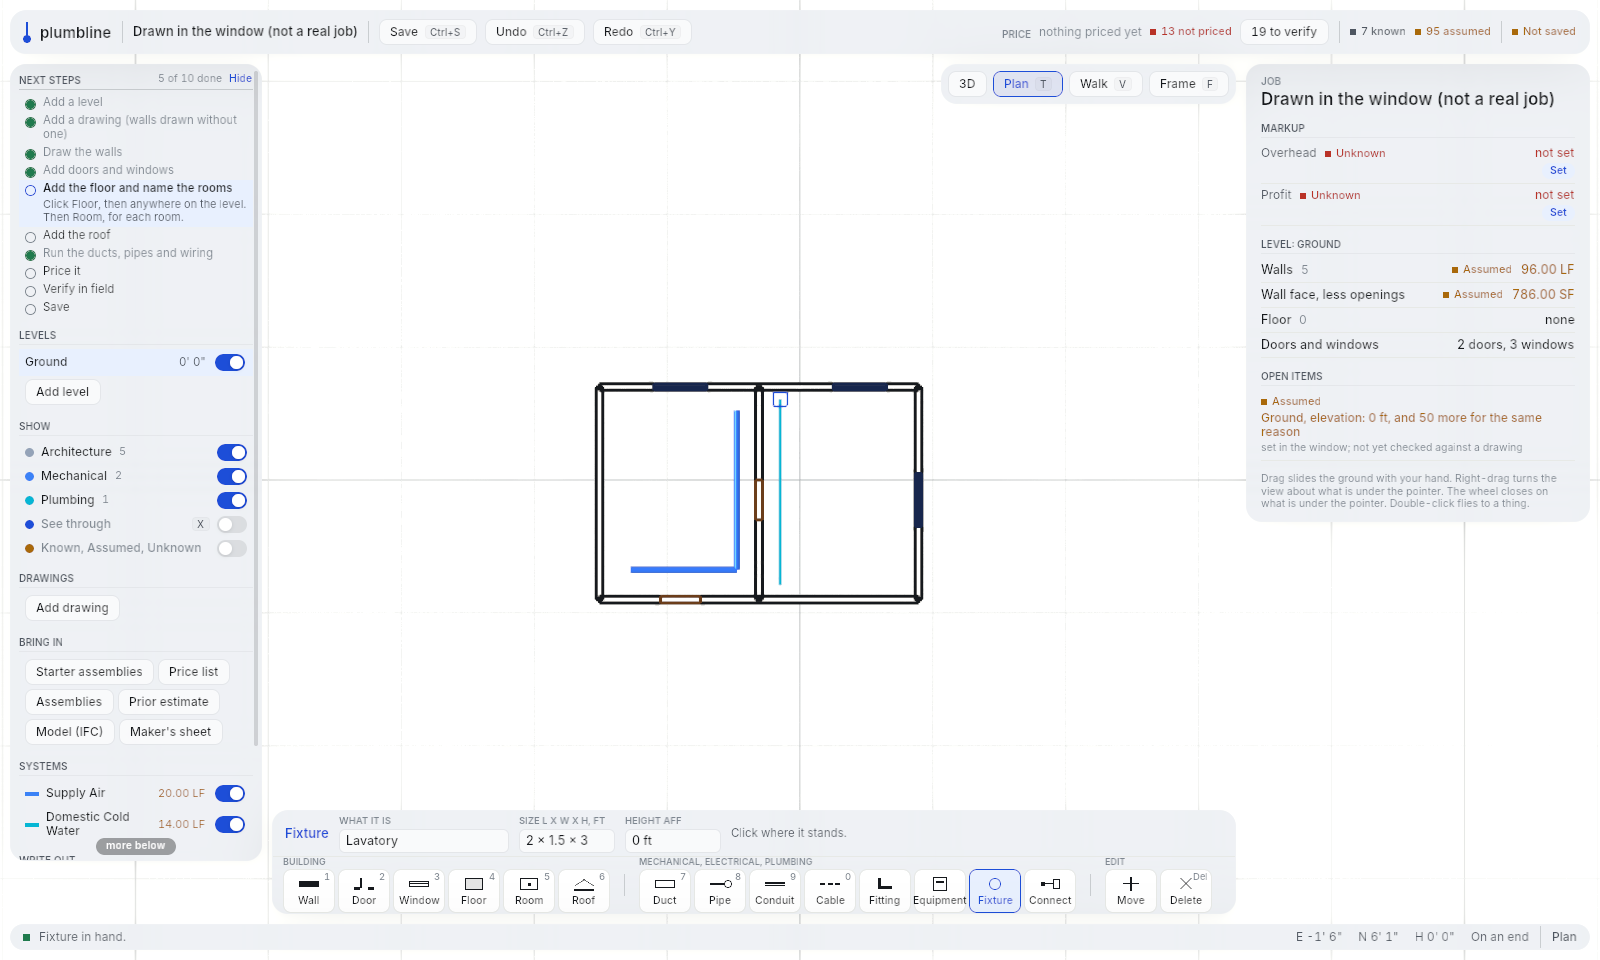 plumbline
Drawn in the window (not a real job)
Save Ctrl+S
Undo Ctrl+Z
Redo Ctrl+Y
PRICE nothing priced yet
13 not priced
19 to verify
7 known
95 assumed
Not saved
NEXT STEPS
5 of 10 done Hide
Add a level
Add a drawing (walls drawn without
one)
Draw the walls
Add doors and windows
Add the floor and name the rooms
Click Floor, then anywhere on the level.
Then Room, for each room.
Add the roof
Run the ducts, pipes and wiring
Price it
Verify in field
Save
LEVELS
Ground 0' 0"
Add level
SHOW
Architecture 5
Mechanical 2
Plumbing 1
See through X
Known, Assumed, Unknown
DRAWINGS
Add drawing
BRING IN
Starter assemblies Price list
Assemblies Prior estimate
Model (IFC) Maker's sheet
SYSTEMS
Supply Air 20.00 LF
Domestic Cold
Water 14.00 LF
more below
WRITE OUT
3D
Plan T
Walk V
Frame F
JOB
Drawn in the window (not a real job)
MARKUP
Overhead Unknown not set
Set
Profit Unknown not set
Set
LEVEL: GROUND
Walls 5 Assumed 96.00 LF
Wall face, less openings Assumed 786.00 SF
Floor 0 none
Doors and windows 2 doors, 3 windows
OPEN ITEMS
Assumed
Ground, elevation: 0 ft, and 50 more for the same
reason
set in the window; not yet checked against a drawing
Drag slides the ground with your hand. Right-drag turns the
view about what is under the pointer. The wheel closes on
what is under the pointer. Double-click flies to a thing.
Fixture
WHAT IT IS
Lavatory
SIZE L X W X H, FT
2 × 1.5 × 3
HEIGHT AFF
0 ft
Click where it stands.
BUILDING
Wall 1
Door 2
Window 3
Floor 4
Room 5
Roof 6
MECHANICAL, ELECTRICAL, PLUMBING
Duct 7
Pipe 8
Conduit 9
Cable 0
Fitting
Equipment
Fixture
Connect
EDIT
Move
Delete Del
Fixture in hand.
E -1' 6" N 6' 1" H 0' 0" On an end Plan